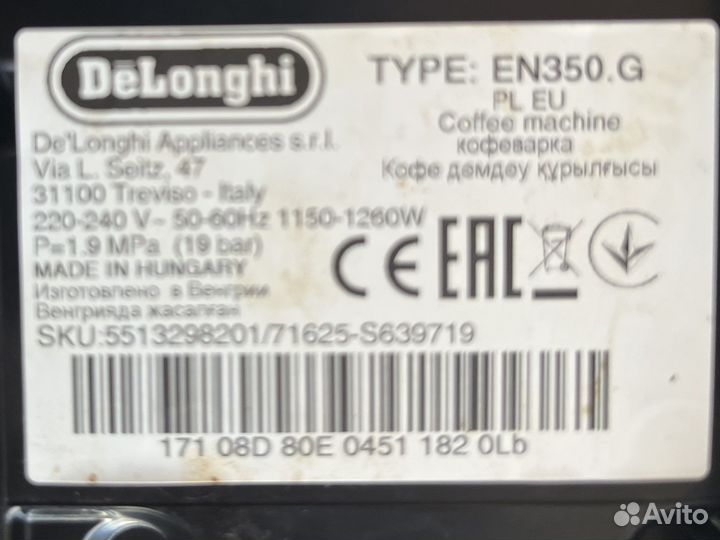 DeLonghi
TYPE: EN350.G
PL EU
Coffee machine
кофеварка
Кофе дәмдеу құрылғысы
De'Longhi Appliances s.r.l.
Via L. Seitz, 47
31100 Treviso - Italy
220-240 V~ 50-60Hz 1150-1260W
P=1.9 MPa (19 bar)
MADE IN HUNGARY
Изготовлено в Венгрии
Венгрияда жасалған
CE EAC
SKU:5513298201/71625-S639719
171 08D 80E 0451 182 0Lb
Avito